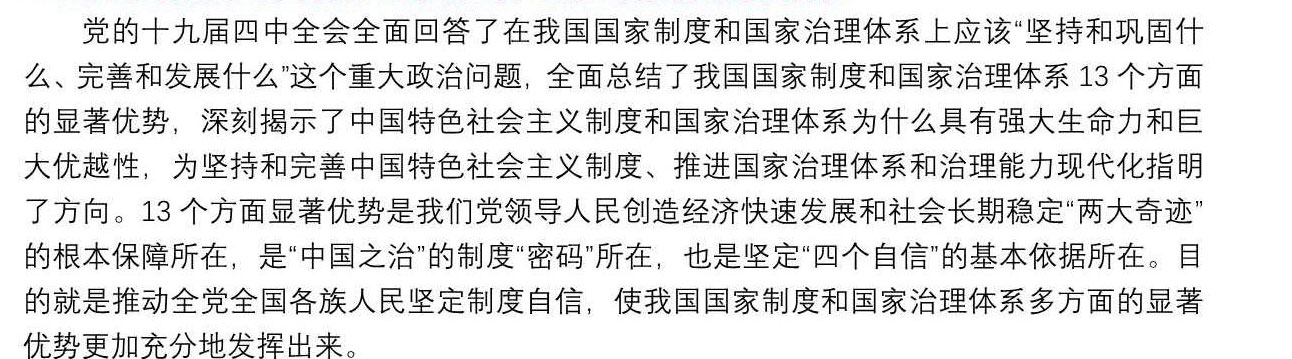 党的十九届四中全会全面回答了在我国国家制度和国家治理体系上应该“坚持和巩固什
么、完善和发展什么”这个重大政治问题，全面总结了我国国家制度和国家治理体系 13 个方面
的显著优势，深刻揭示了中国特色社会主义制度和国家治理体系为什么具有强大生命力和巨
大优越性，为坚持和完善中国特色社会主义制度、推进国家治理体系和治理能力现代化指明
了方向。13 个方面显著优势是我们党领导人民创造经济快速发展和社会长期稳定“两大奇迹”
的根本保障所在，是“中国之治”的制度“密码”所在，也是坚定“四个自信”的基本依据所在。目
的就是推动全党全国各族人民坚定制度自信，使我国国家制度和国家治理体系多方面的显著
优势更加充分地发挥出来。